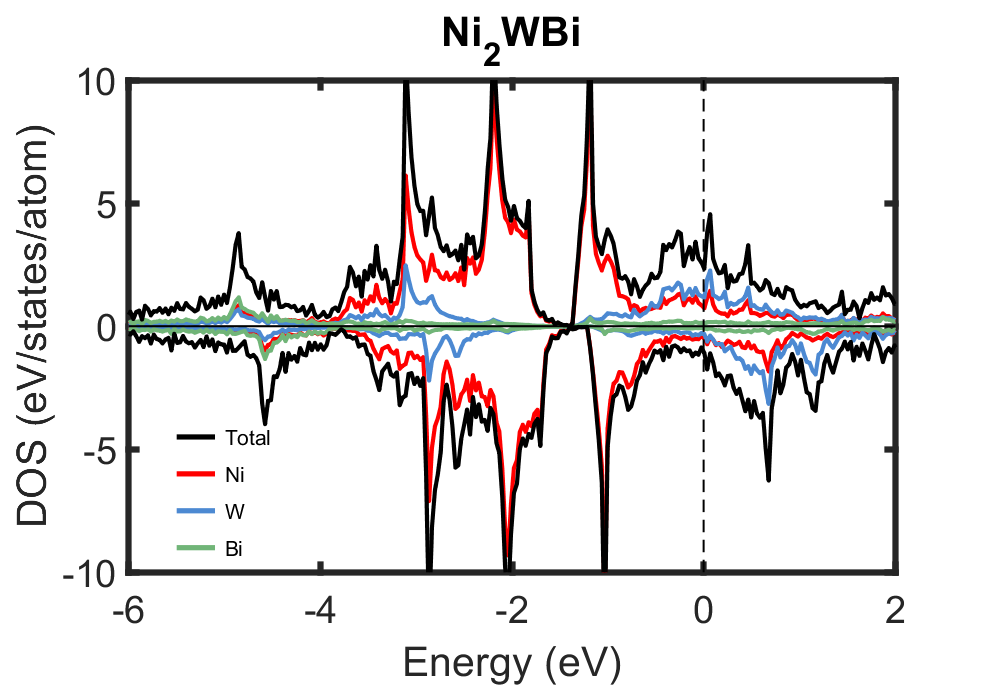 Ni2WBi
DOS (eV/states/atom)
10
5
0
-5
-10
Total
Ni
W
Bi
-6 -4 -2 0 2
Energy (eV)